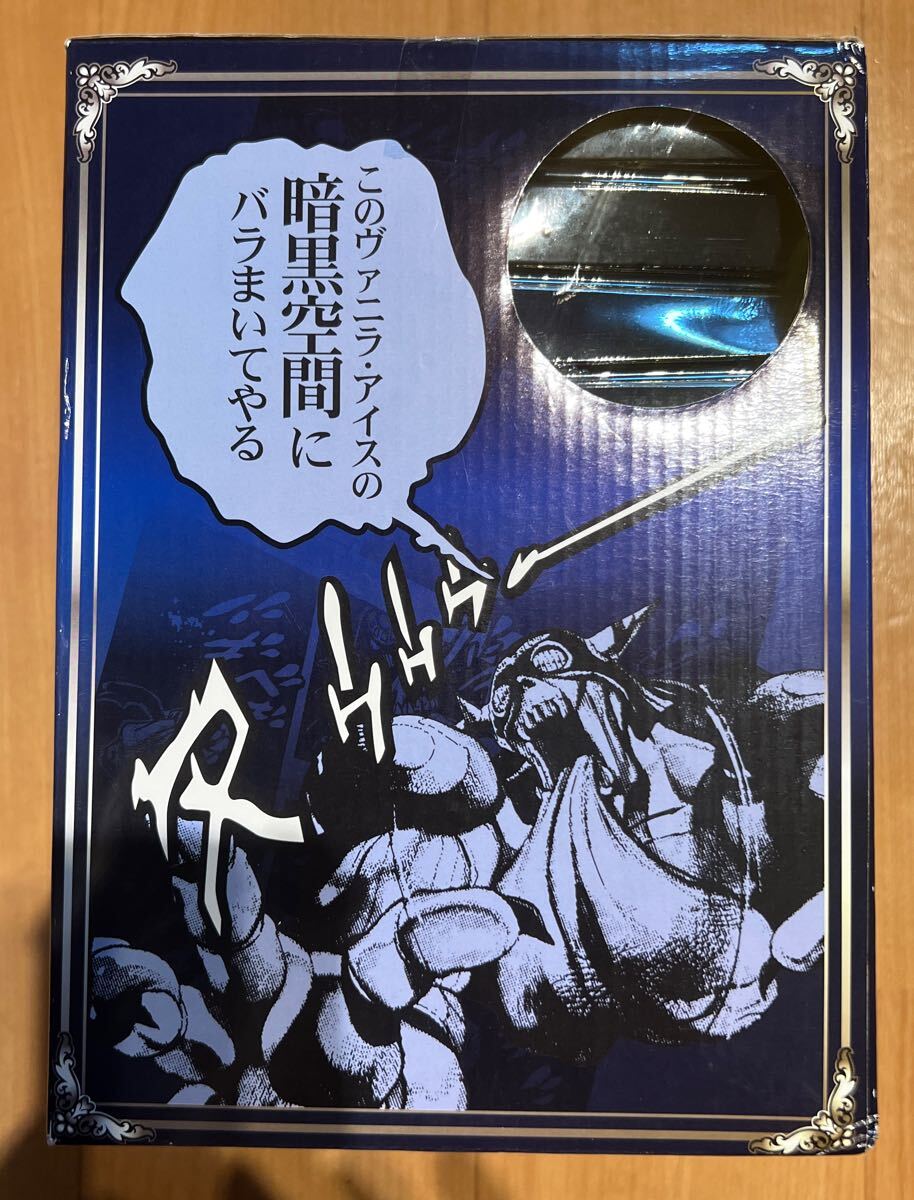 このヴァニラ・アイスの
暗黒空間に
バラまいてやる